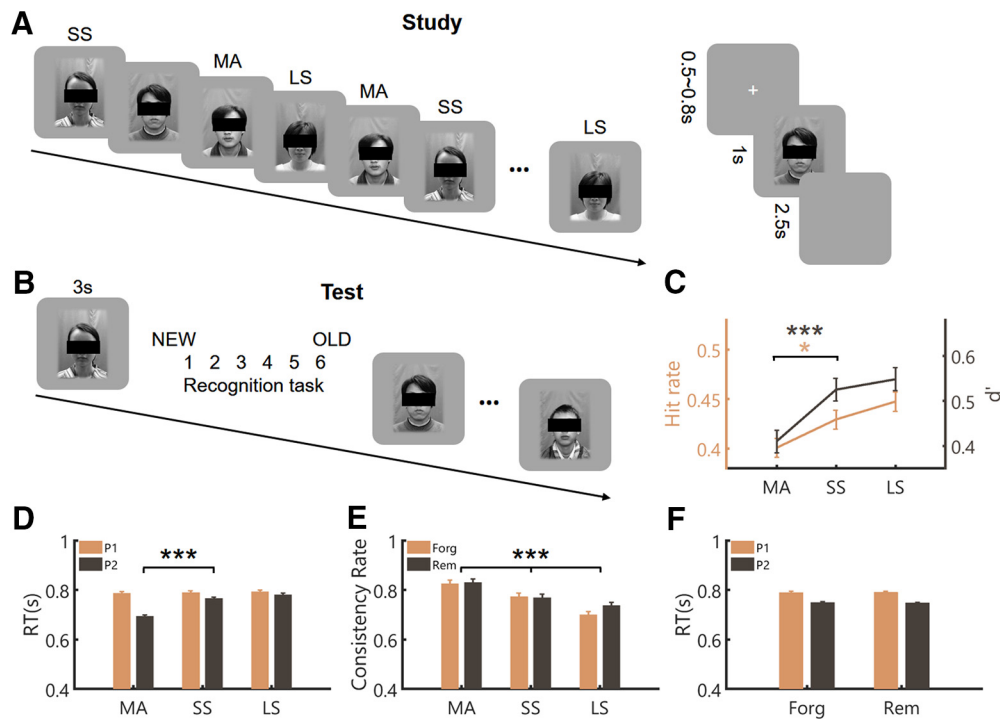 A
Study
SS
MA
LS
MA
SS
•••
LS
0.5~0.8s
1s
2.5s
B
Test
3s
NEW
OLD
1 2 3 4 5 6
Recognition task
•••
C
***
*
Hit rate
0.5
0.45
0.4
0.6
0.5
0.4
d'
MA SS LS
D
P1
P2
***
RT(s)
1
0.8
0.6
0.4
MA SS LS
E
Forg
Rem
***
Consistency Rate
1
0.8
0.6
0.4
MA SS LS
F
P1
P2
RT(s)
1
0.8
0.6
0.4
Forg Rem